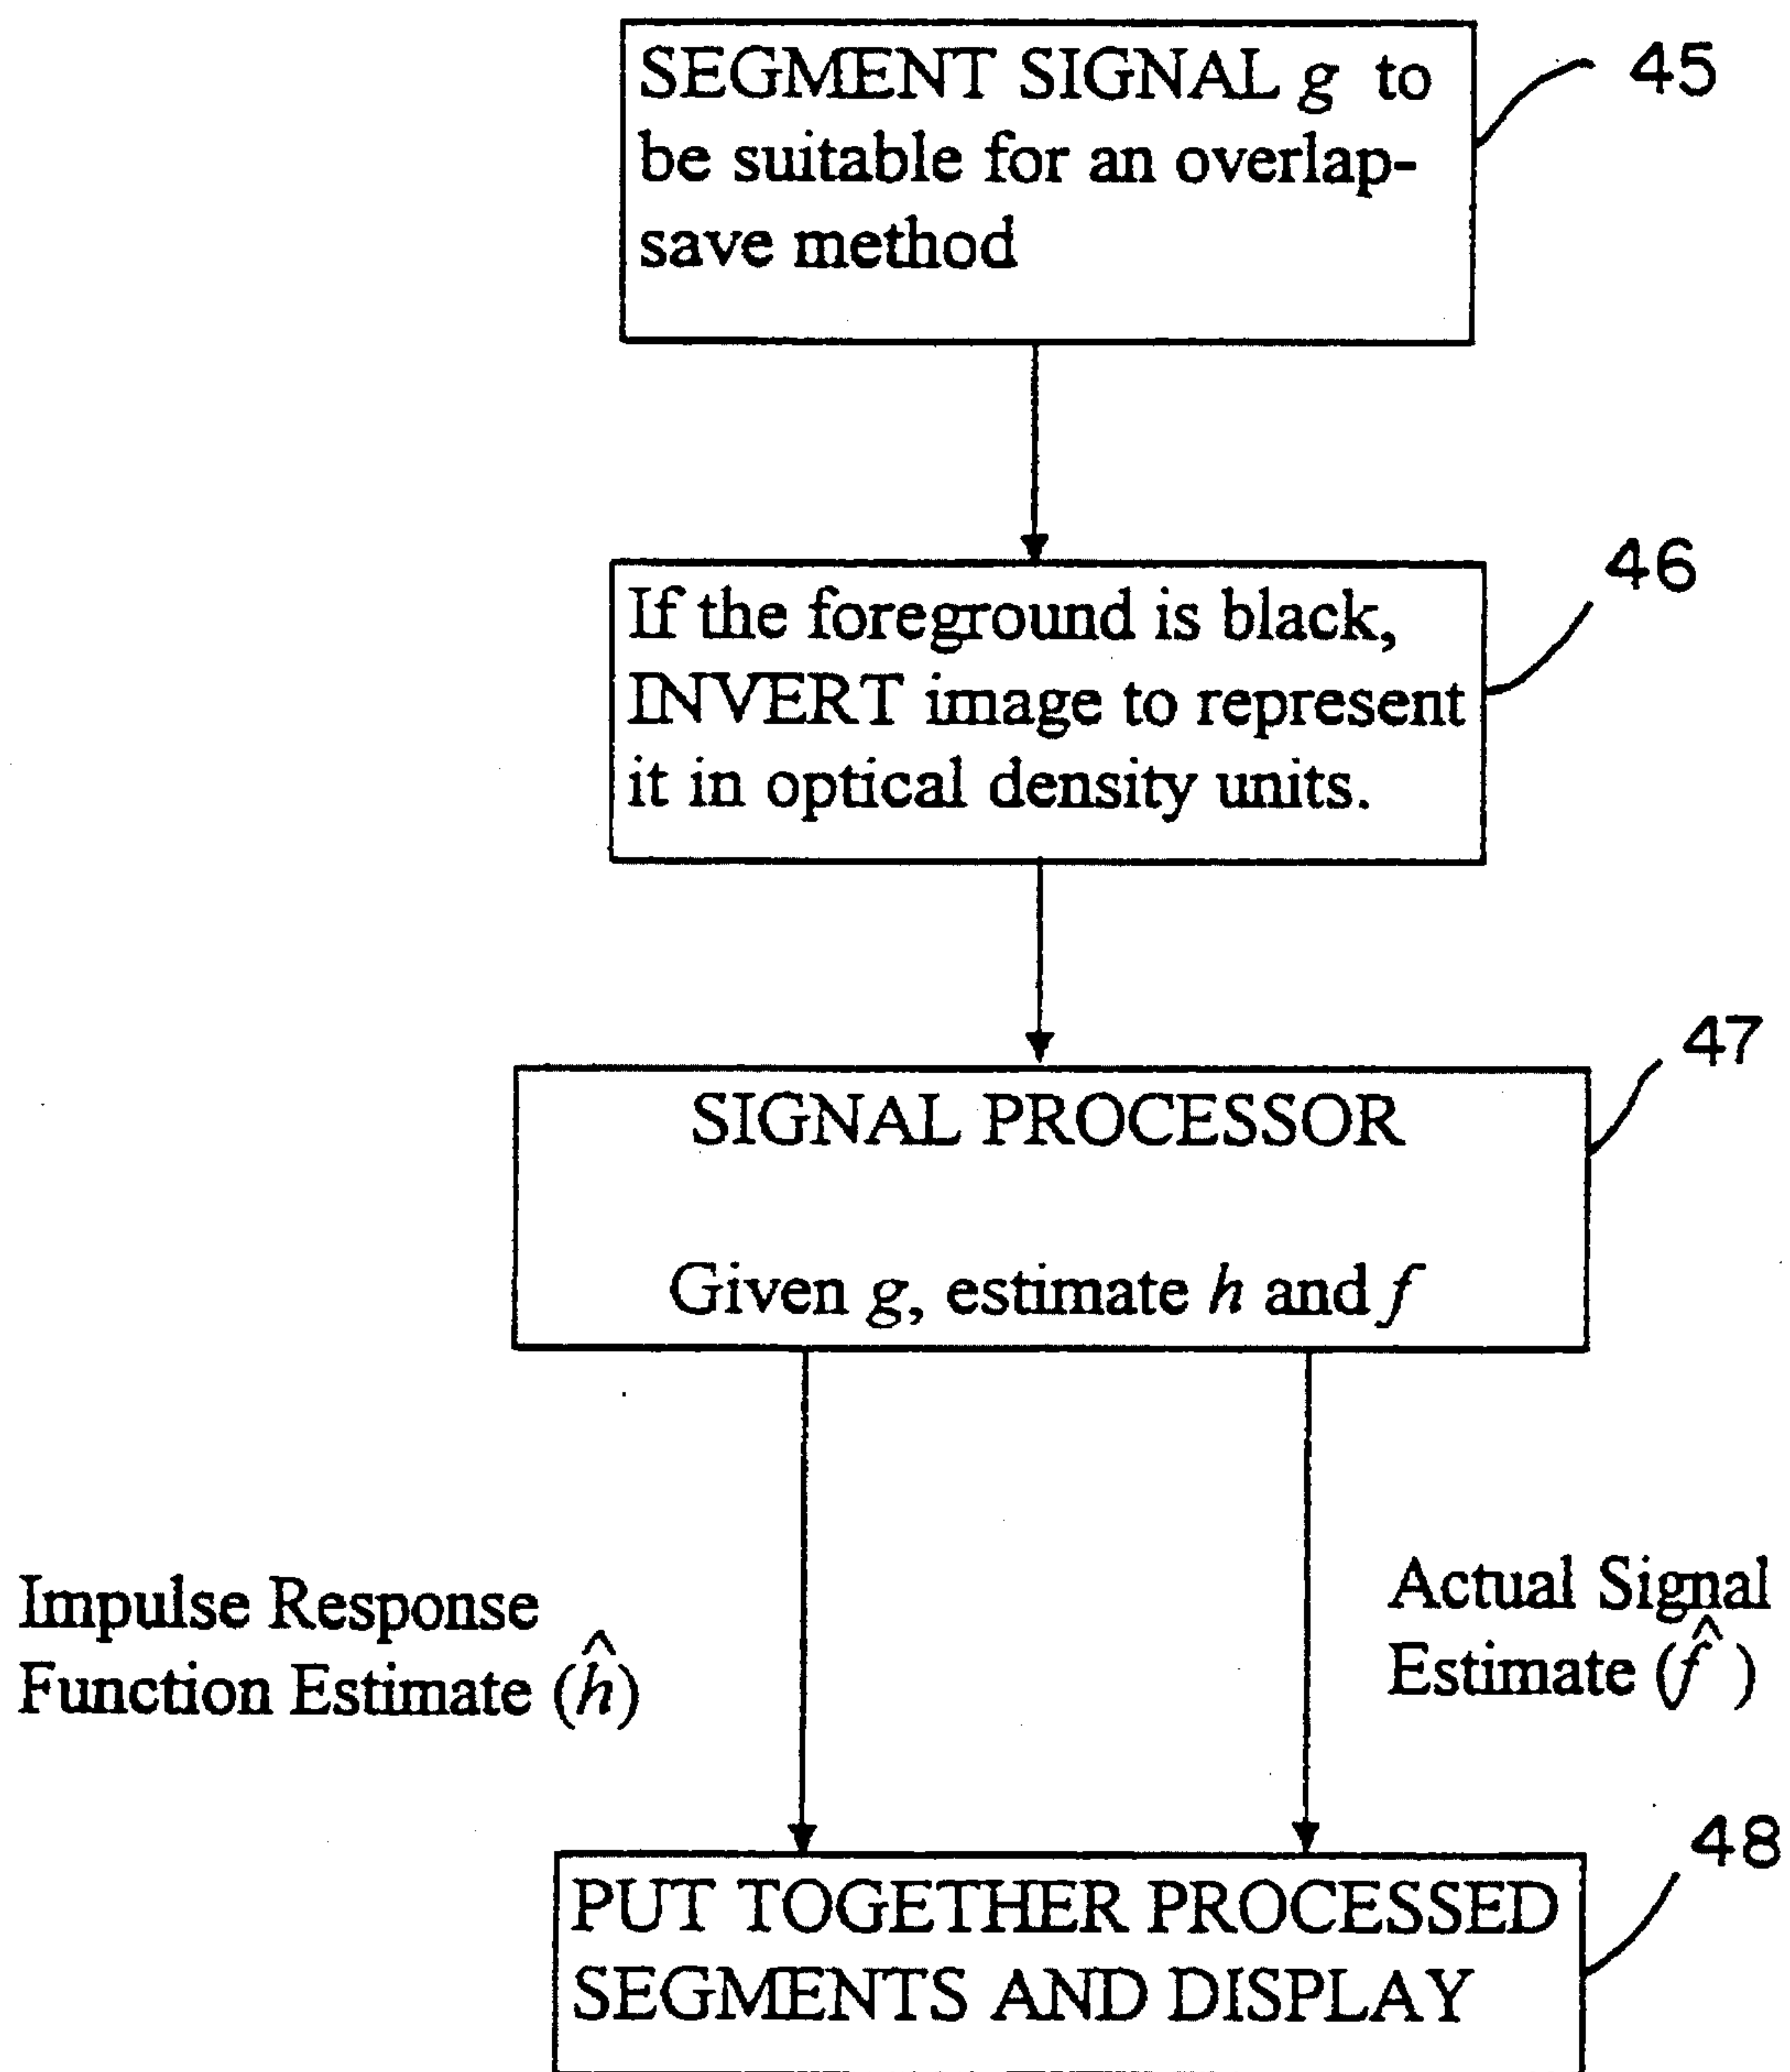 SEGMENT SIGNAL g to
be suitable for an overlap-
save method
45
If the foreground is black,
INVERT image to represent
it in optical density units.
46
SIGNAL PROCESSOR
Given g, estimate h and f
47
Impulse Response
Function Estimate (ĥ)
Actual Signal
Estimate (f̂)
PUT TOGETHER PROCESSED
SEGMENTS AND DISPLAY
48